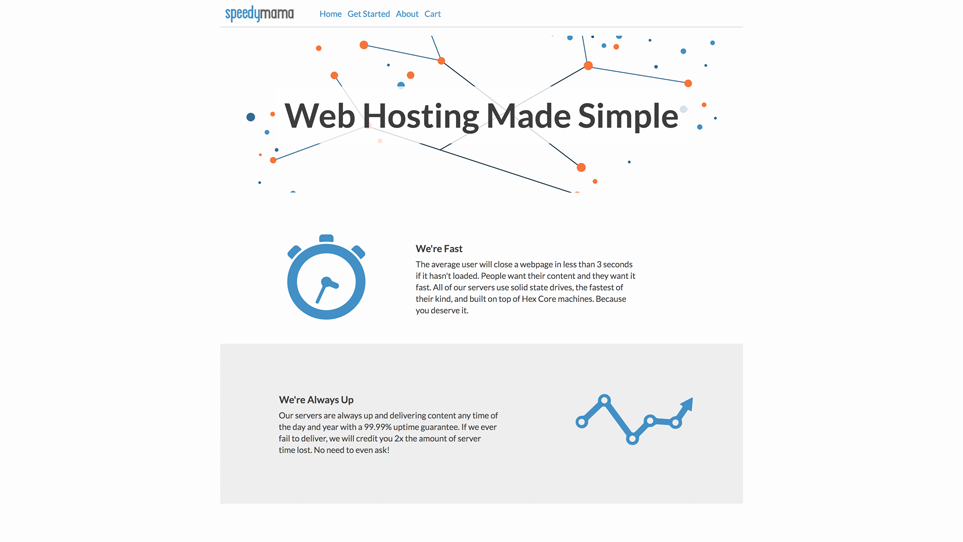 speedymama Home Get Started About Cart
Web Hosting Made Simple
We're Fast
The average user will close a webpage in less than 3 seconds
if it hasn't loaded. People want their content and they want it
fast. All of our servers use solid state drives, the fastest of
their kind, and built on top of Hex Core machines. Because
you deserve it.
We're Always Up
Our servers are always up and delivering content any time of
the day and year with a 99.99% uptime guarantee. If we ever
fail to deliver, we will credit you 2x the amount of server
time lost. No need to even ask!